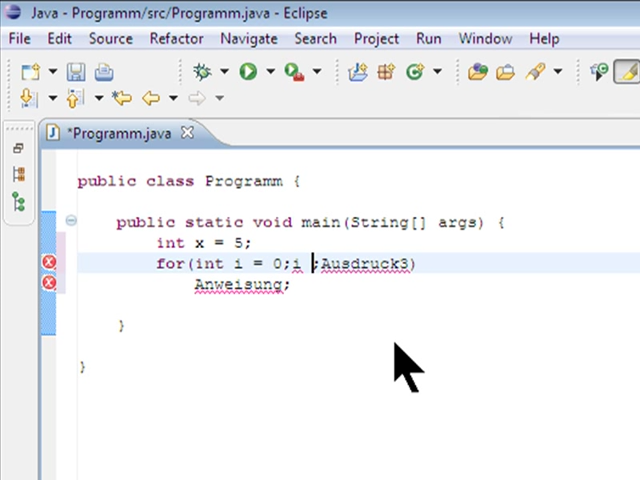 Java - Programm/src/Programm.java - Eclipse
File Edit Source Refactor Navigate Search Project Run Window Help
*Programm.java
public class Programm {
public static void main(String[] args) {
int x = 5;
for(int i = 0;i ;Ausdruck3)
Anweisung;
}
}